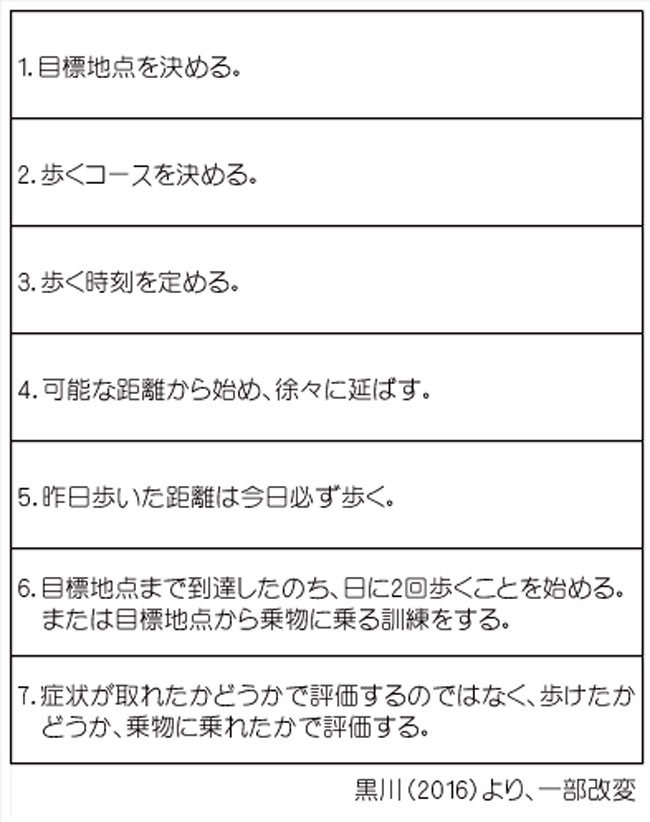 1. 目標地点を決める。
2. 歩くコースを決める。
3. 歩く時刻を定める。
4. 可能な距離から始め、徐々に延ばす。
5. 昨日歩いた距離は今日必ず歩く。
6. 目標地点まで到達したのち、日に2回歩くことを始める。
または目標地点から乗物に乗る訓練をする。
7. 症状が取れたかどうかで評価するのではなく、歩けたか
どうか、乗物に乗れたかで評価する。
黒川(2016)より、一部改変